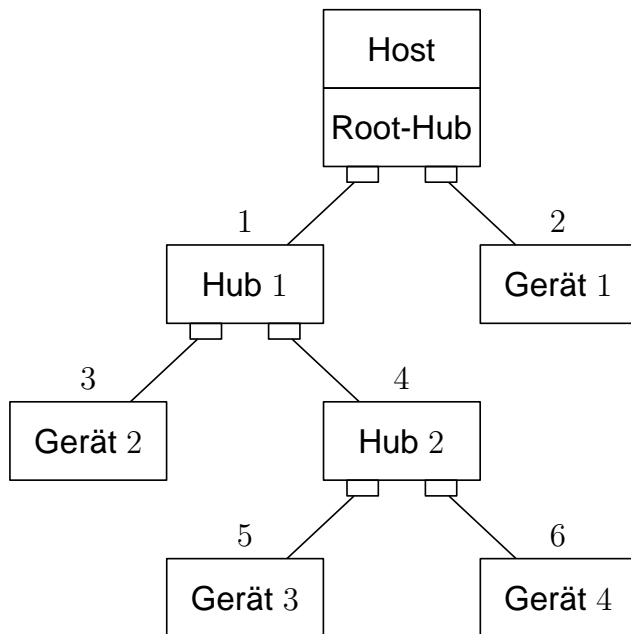 Host
Root-Hub
1
2
Hub 1
Gerät 1
3
4
Gerät 2
Hub 2
5
6
Gerät 3
Gerät 4